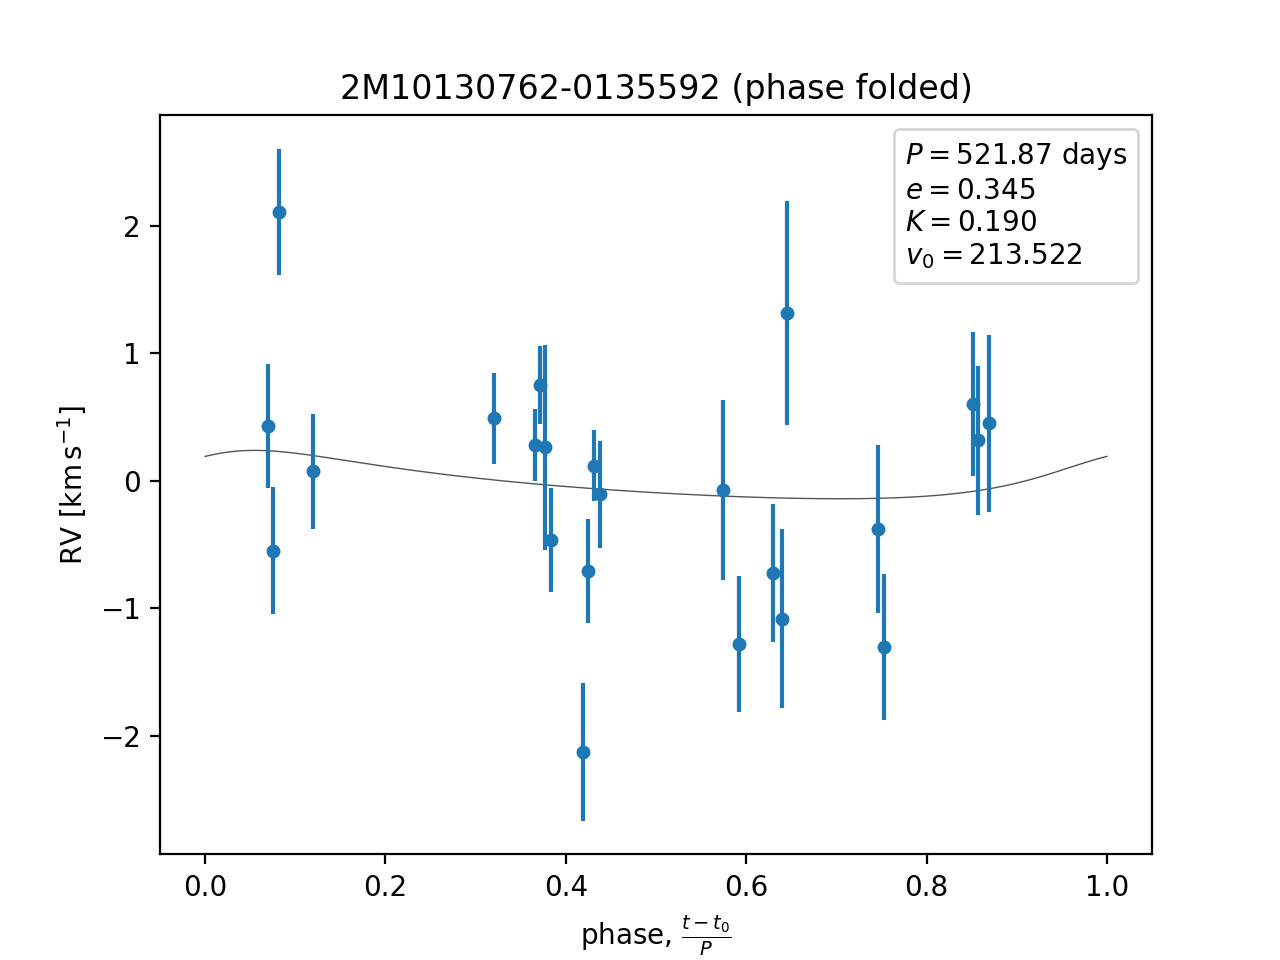 2M10130762-0135592 (phase folded)
P = 521.87 days
e = 0.345
K = 0.190
v₀ = 213.522
RV [km s⁻¹]
2
1
0
−1
−2
0.0 0.2 0.4 0.6 0.8 1.0
phase, (t − t₀)/P